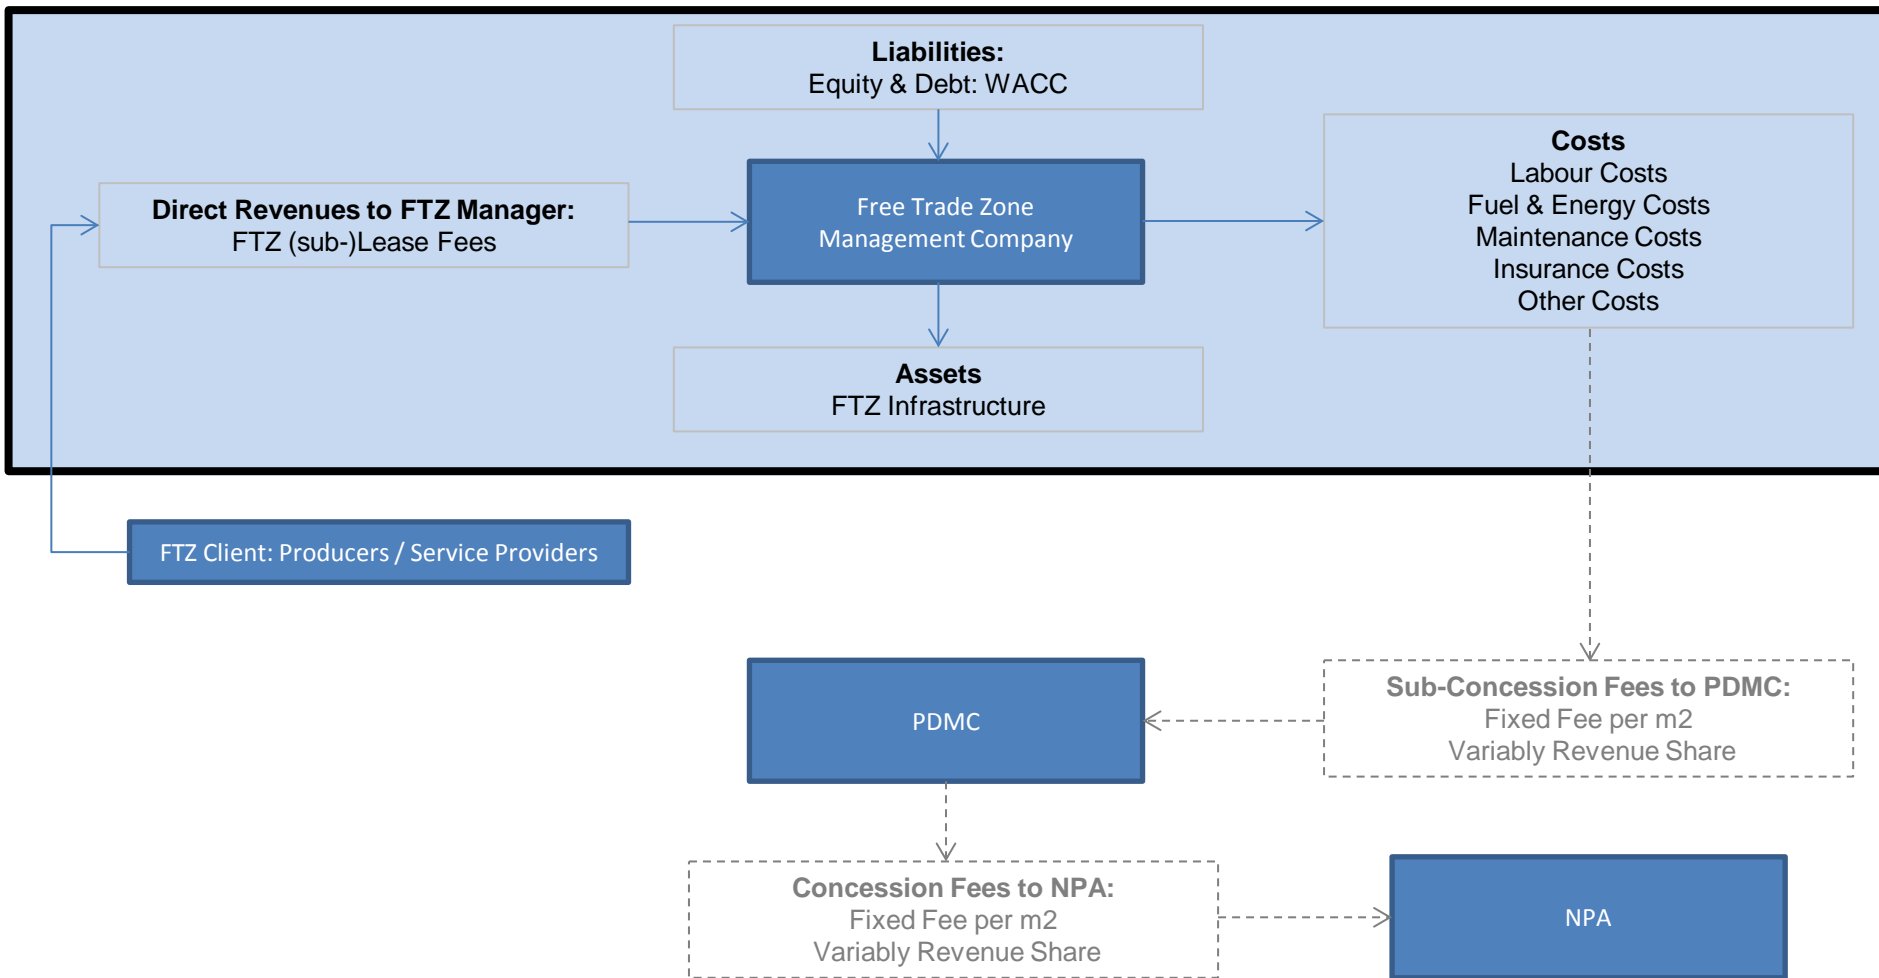 Liabilities:
Equity & Debt: WACC
Direct Revenues to FTZ Manager:
FTZ (sub-)Lease Fees
Free Trade Zone
Management Company
Costs
Labour Costs
Fuel & Energy Costs
Maintenance Costs
Insurance Costs
Other Costs
Assets
FTZ Infrastructure
FTZ Client: Producers / Service Providers
PDMC
Sub-Concession Fees to PDMC:
Fixed Fee per m2
Variably Revenue Share
Concession Fees to NPA:
Fixed Fee per m2
Variably Revenue Share
NPA